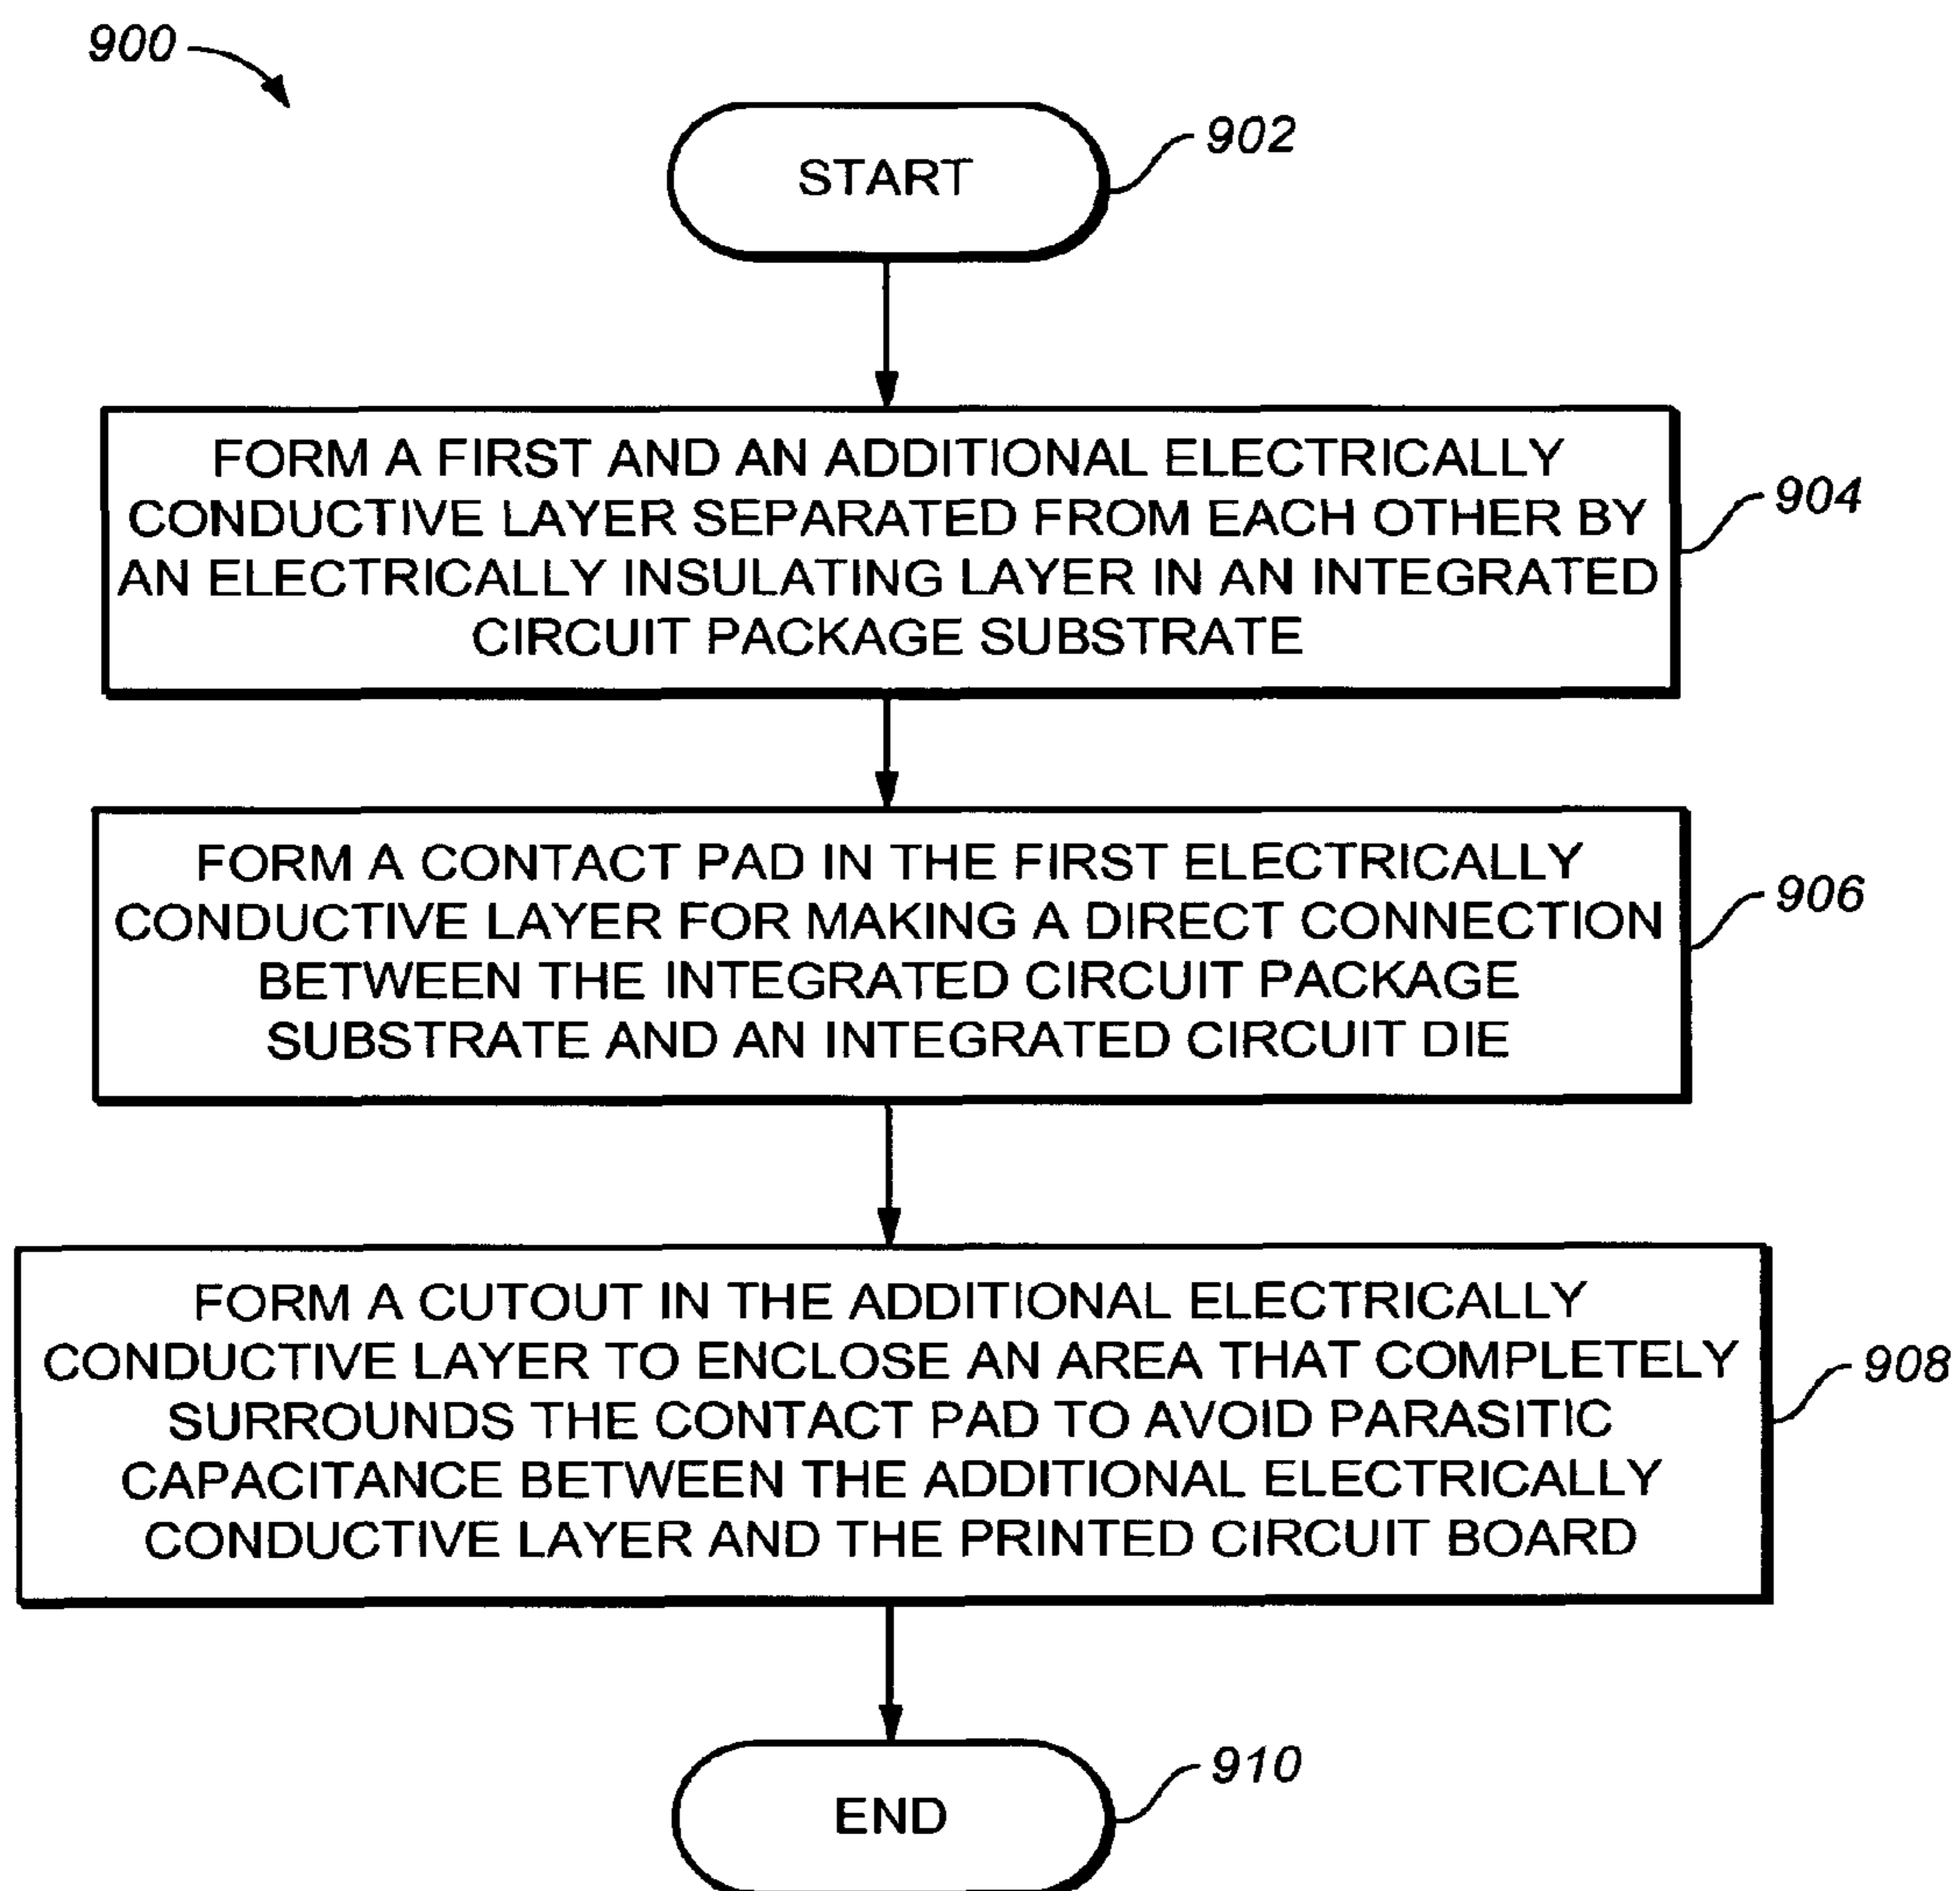 900
START
902
FORM A FIRST AND AN ADDITIONAL ELECTRICALLY
CONDUCTIVE LAYER SEPARATED FROM EACH OTHER BY
AN ELECTRICALLY INSULATING LAYER IN AN INTEGRATED
CIRCUIT PACKAGE SUBSTRATE
904
FORM A CONTACT PAD IN THE FIRST ELECTRICALLY
CONDUCTIVE LAYER FOR MAKING A DIRECT CONNECTION
BETWEEN THE INTEGRATED CIRCUIT PACKAGE
SUBSTRATE AND AN INTEGRATED CIRCUIT DIE
906
FORM A CUTOUT IN THE ADDITIONAL ELECTRICALLY
CONDUCTIVE LAYER TO ENCLOSE AN AREA THAT COMPLETELY
SURROUNDS THE CONTACT PAD TO AVOID PARASITIC
CAPACITANCE BETWEEN THE ADDITIONAL ELECTRICALLY
CONDUCTIVE LAYER AND THE PRINTED CIRCUIT BOARD
908
END
910